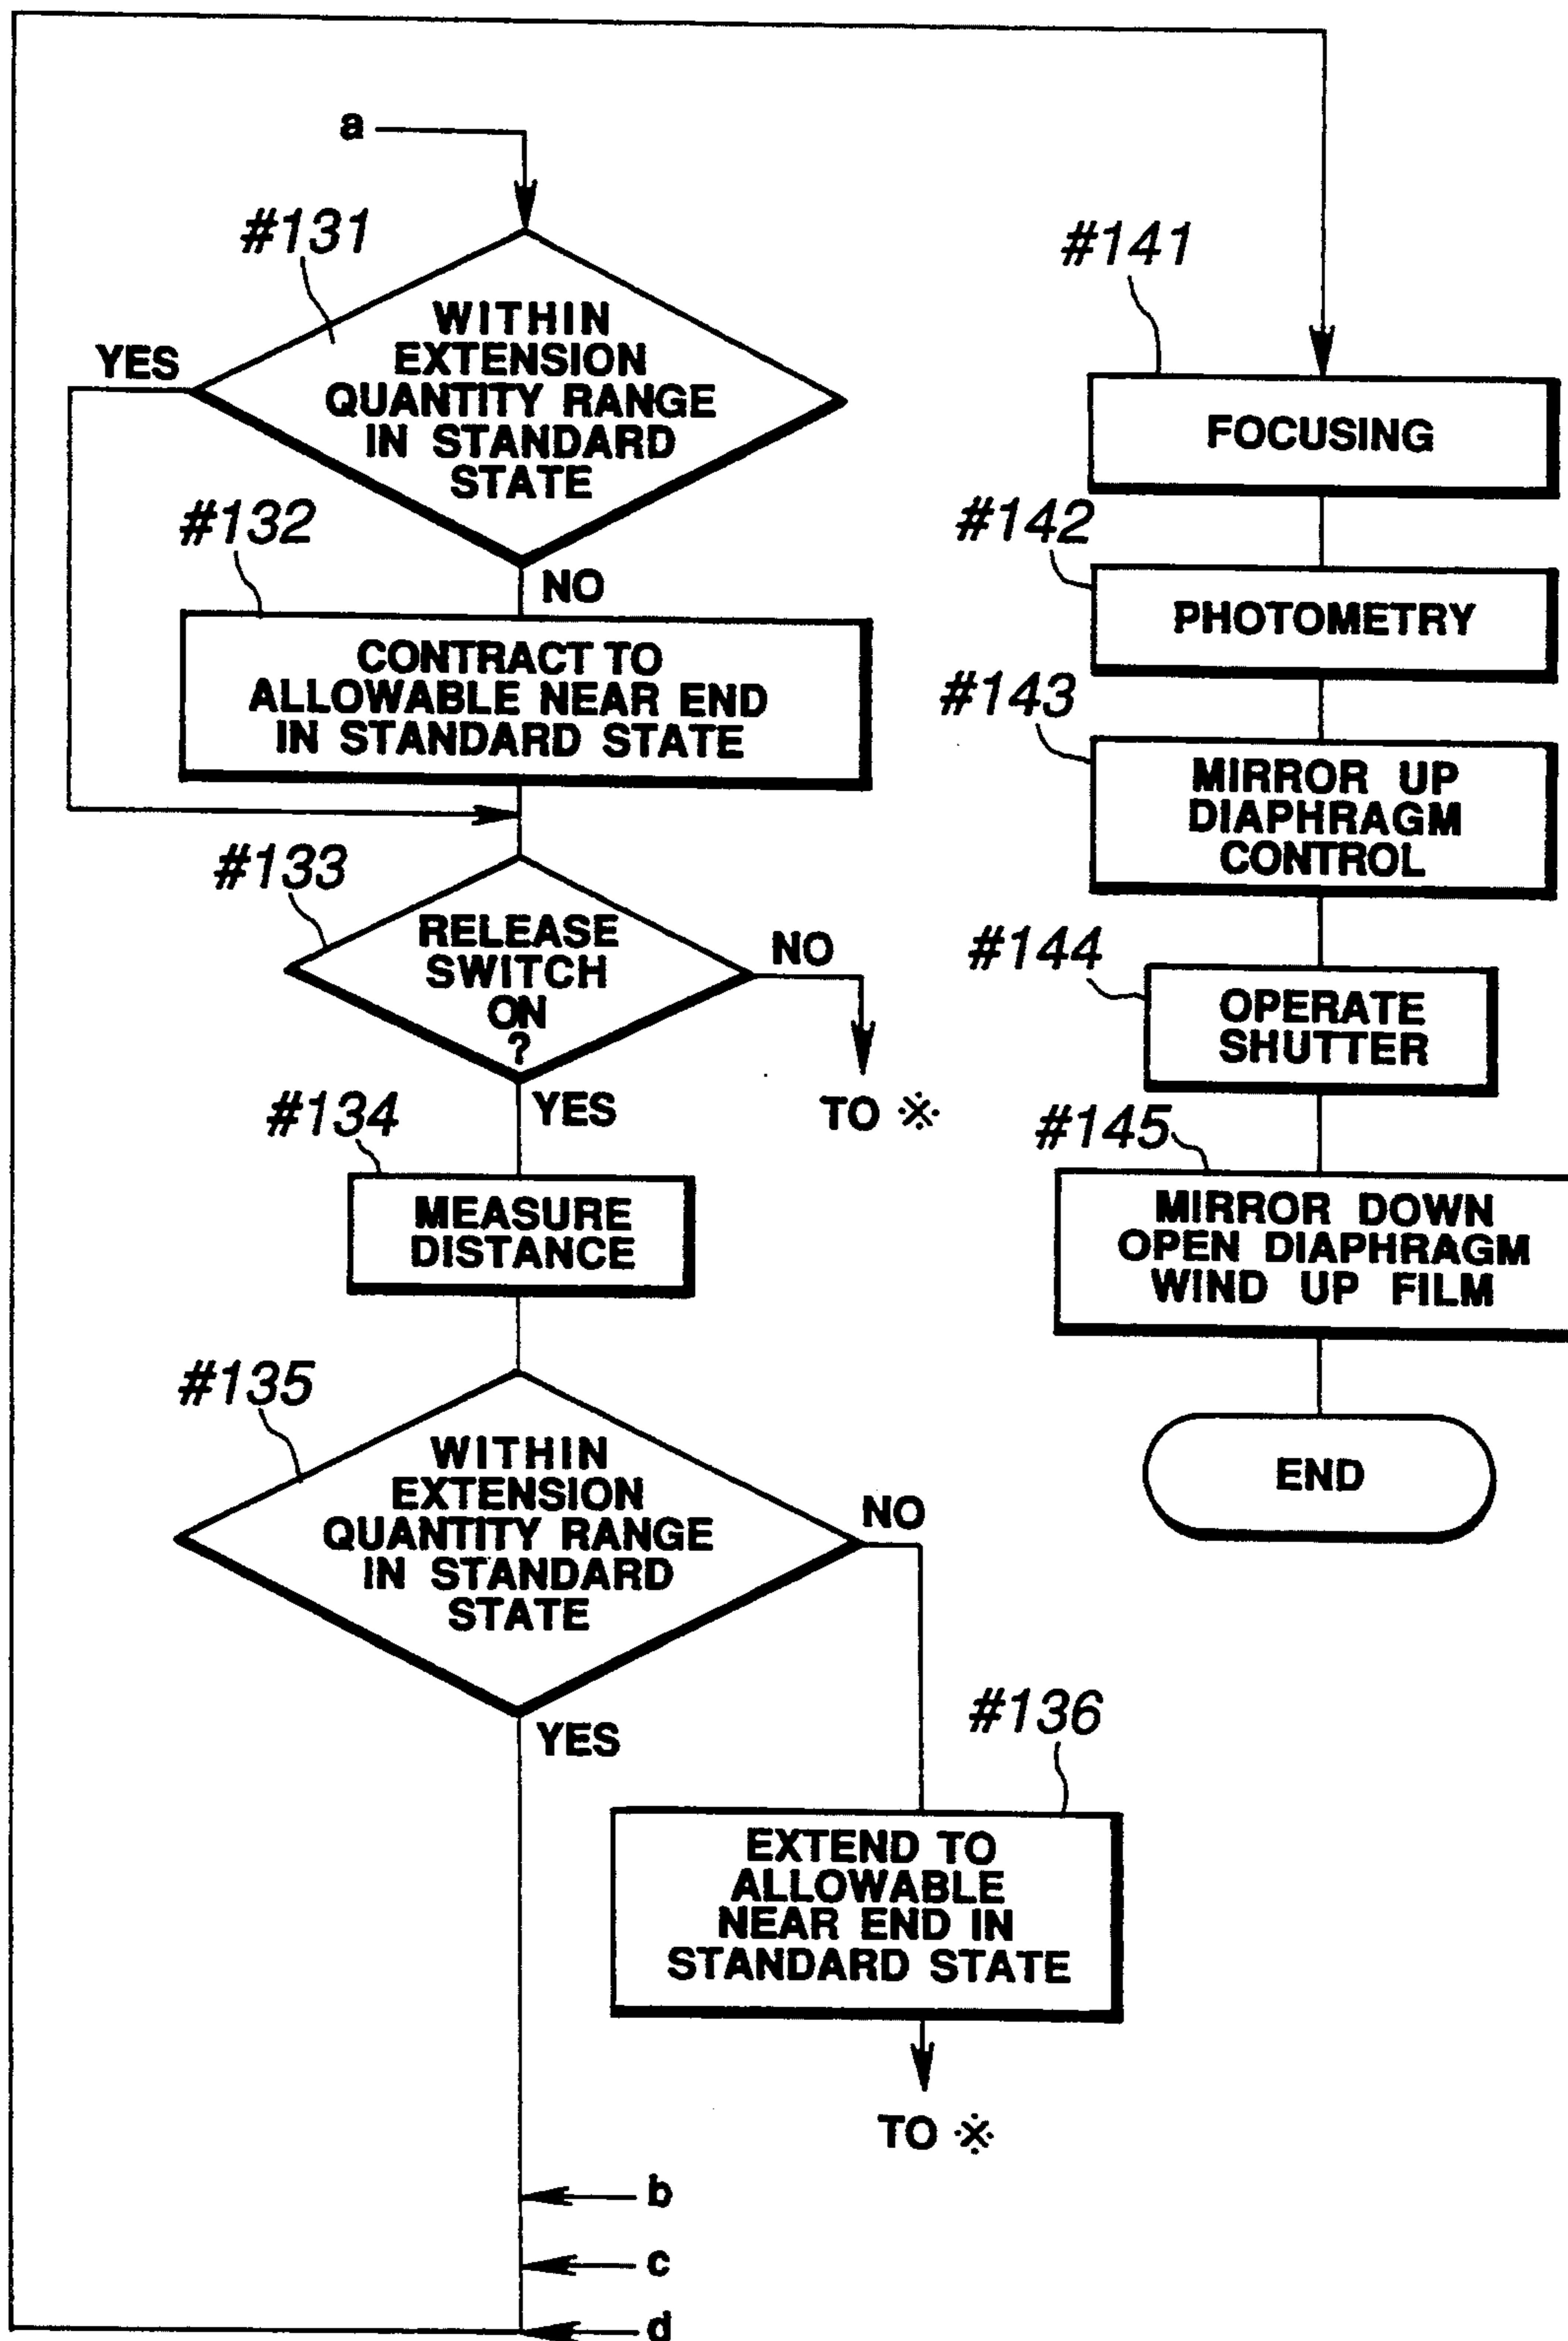 a
#131
WITHIN
EXTENSION
QUANTITY RANGE
IN STANDARD
STATE
YES
NO
#132
CONTRACT TO
ALLOWABLE NEAR END
IN STANDARD STATE
#133
RELEASE
SWITCH
ON
?
NO
TO ※
YES
#134
MEASURE
DISTANCE
#135
WITHIN
EXTENSION
QUANTITY RANGE
IN STANDARD
STATE
NO
YES
#136
EXTEND TO
ALLOWABLE
NEAR END IN
STANDARD STATE
TO ※
b
c
d
#141
FOCUSING
#142
PHOTOMETRY
#143
MIRROR UP
DIAPHRAGM
CONTROL
#144
OPERATE
SHUTTER
#145
MIRROR DOWN
OPEN DIAPHRAGM
WIND UP FILM
END